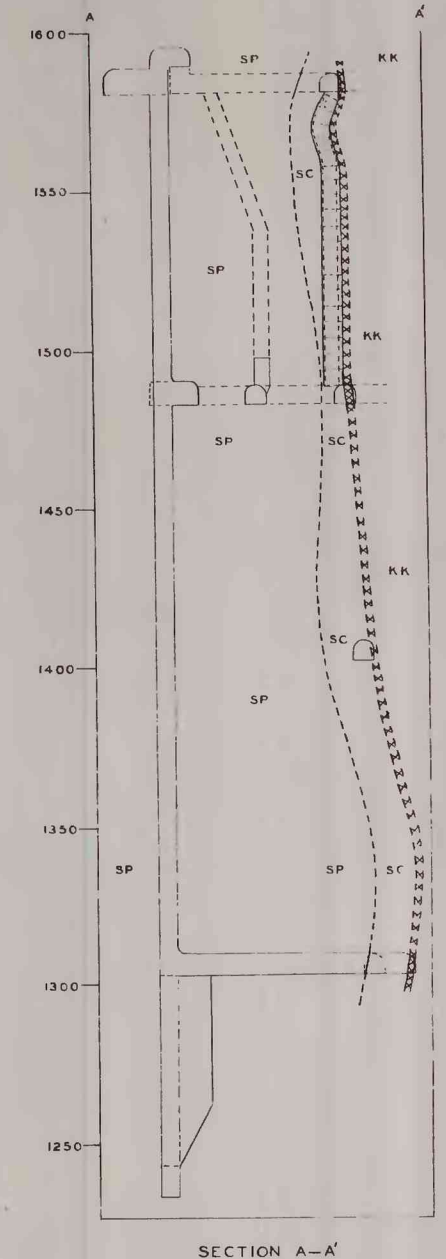 A A'
1600
SP KK
1550
SC
SP
1500
KK
SP SC
1450
KK
1400
SC
SP
1350
SP SP SC
1300
1250
SECTION A—A'